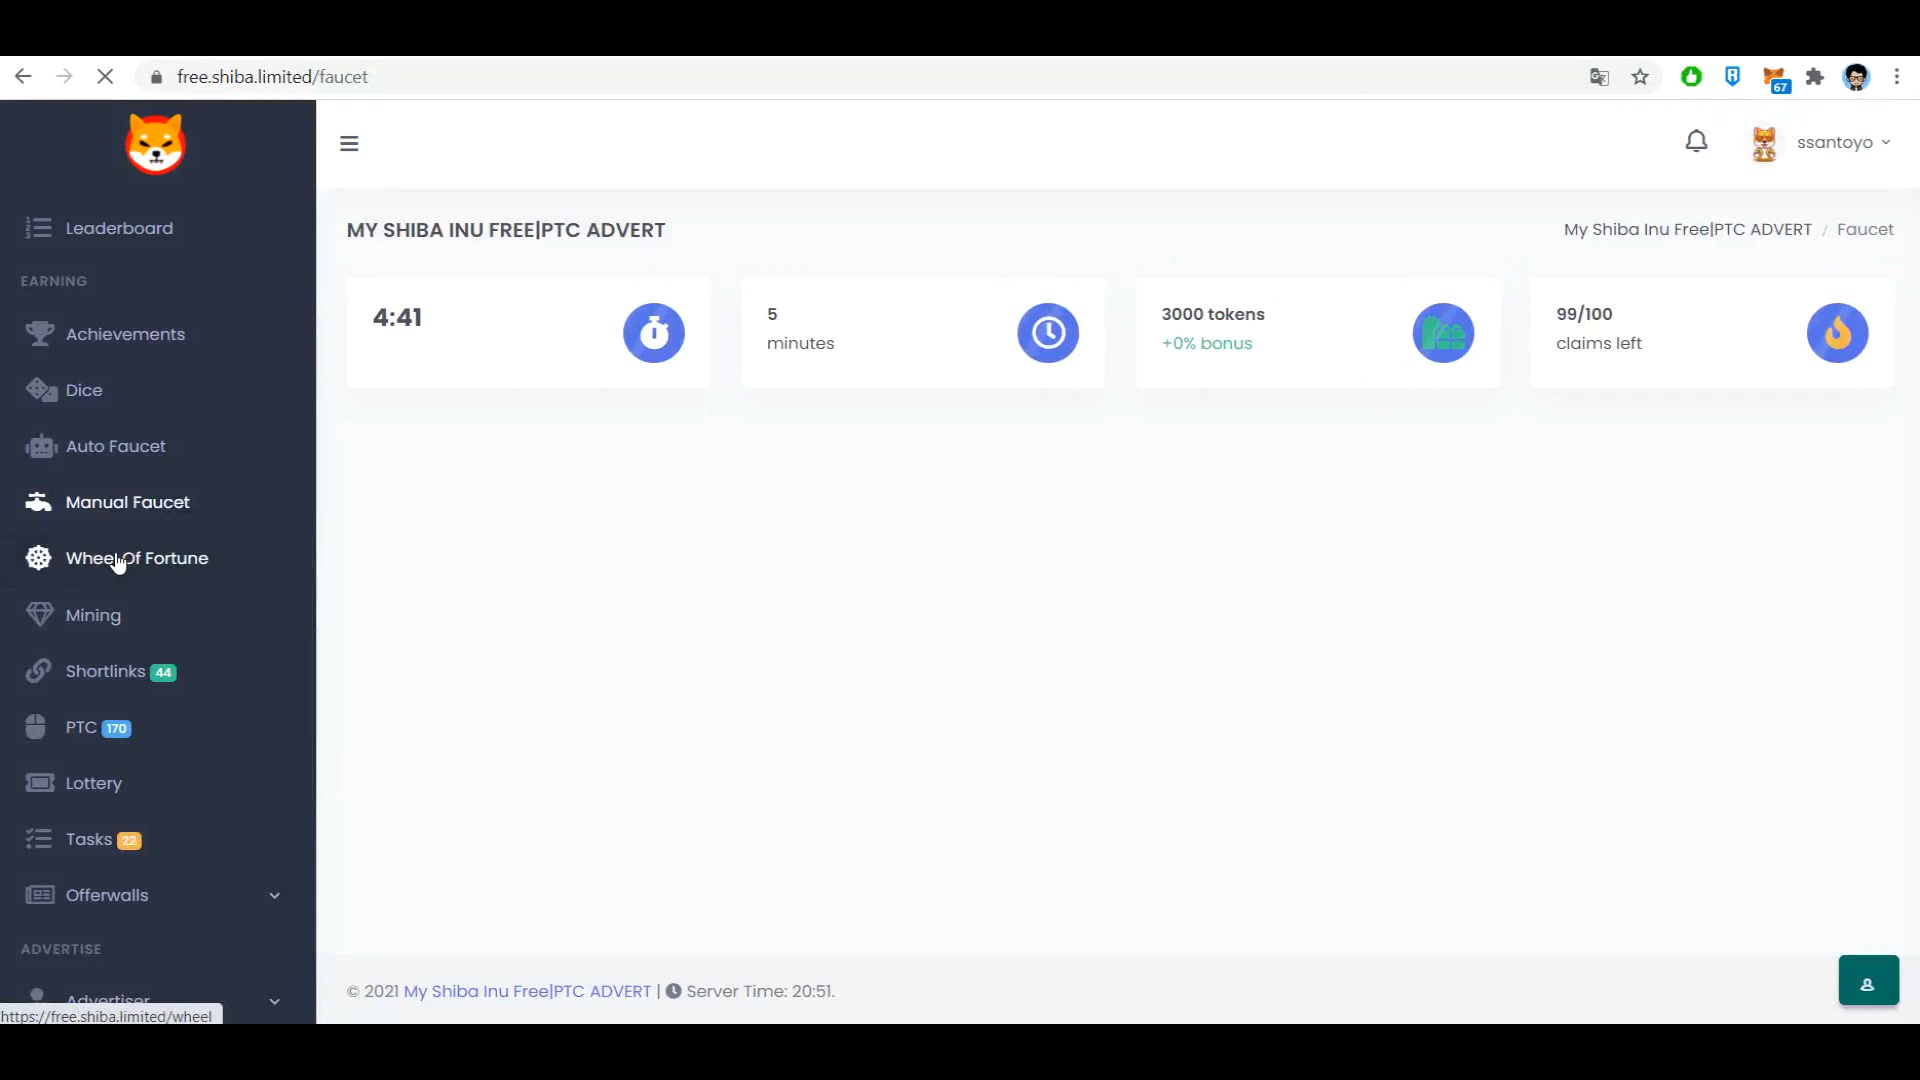 free.shiba.limited/faucet
67
ssantoyo
Leaderboard
EARNING
Achievements
Dice
Auto Faucet
Manual Faucet
Wheel Of Fortune
Mining
Shortlinks 44
PTC 170
Lottery
Tasks 22
Offerwalls
ADVERTISE
Advertiser
https://free.shiba.limited/wheel
MY SHIBA INU FREE|PTC ADVERT
My Shiba Inu Free|PTC ADVERT / Faucet
4:41
5
minutes
3000 tokens
+0% bonus
99/100
claims left
© 2021 My Shiba Inu Free|PTC ADVERT | Server Time: 20:51.